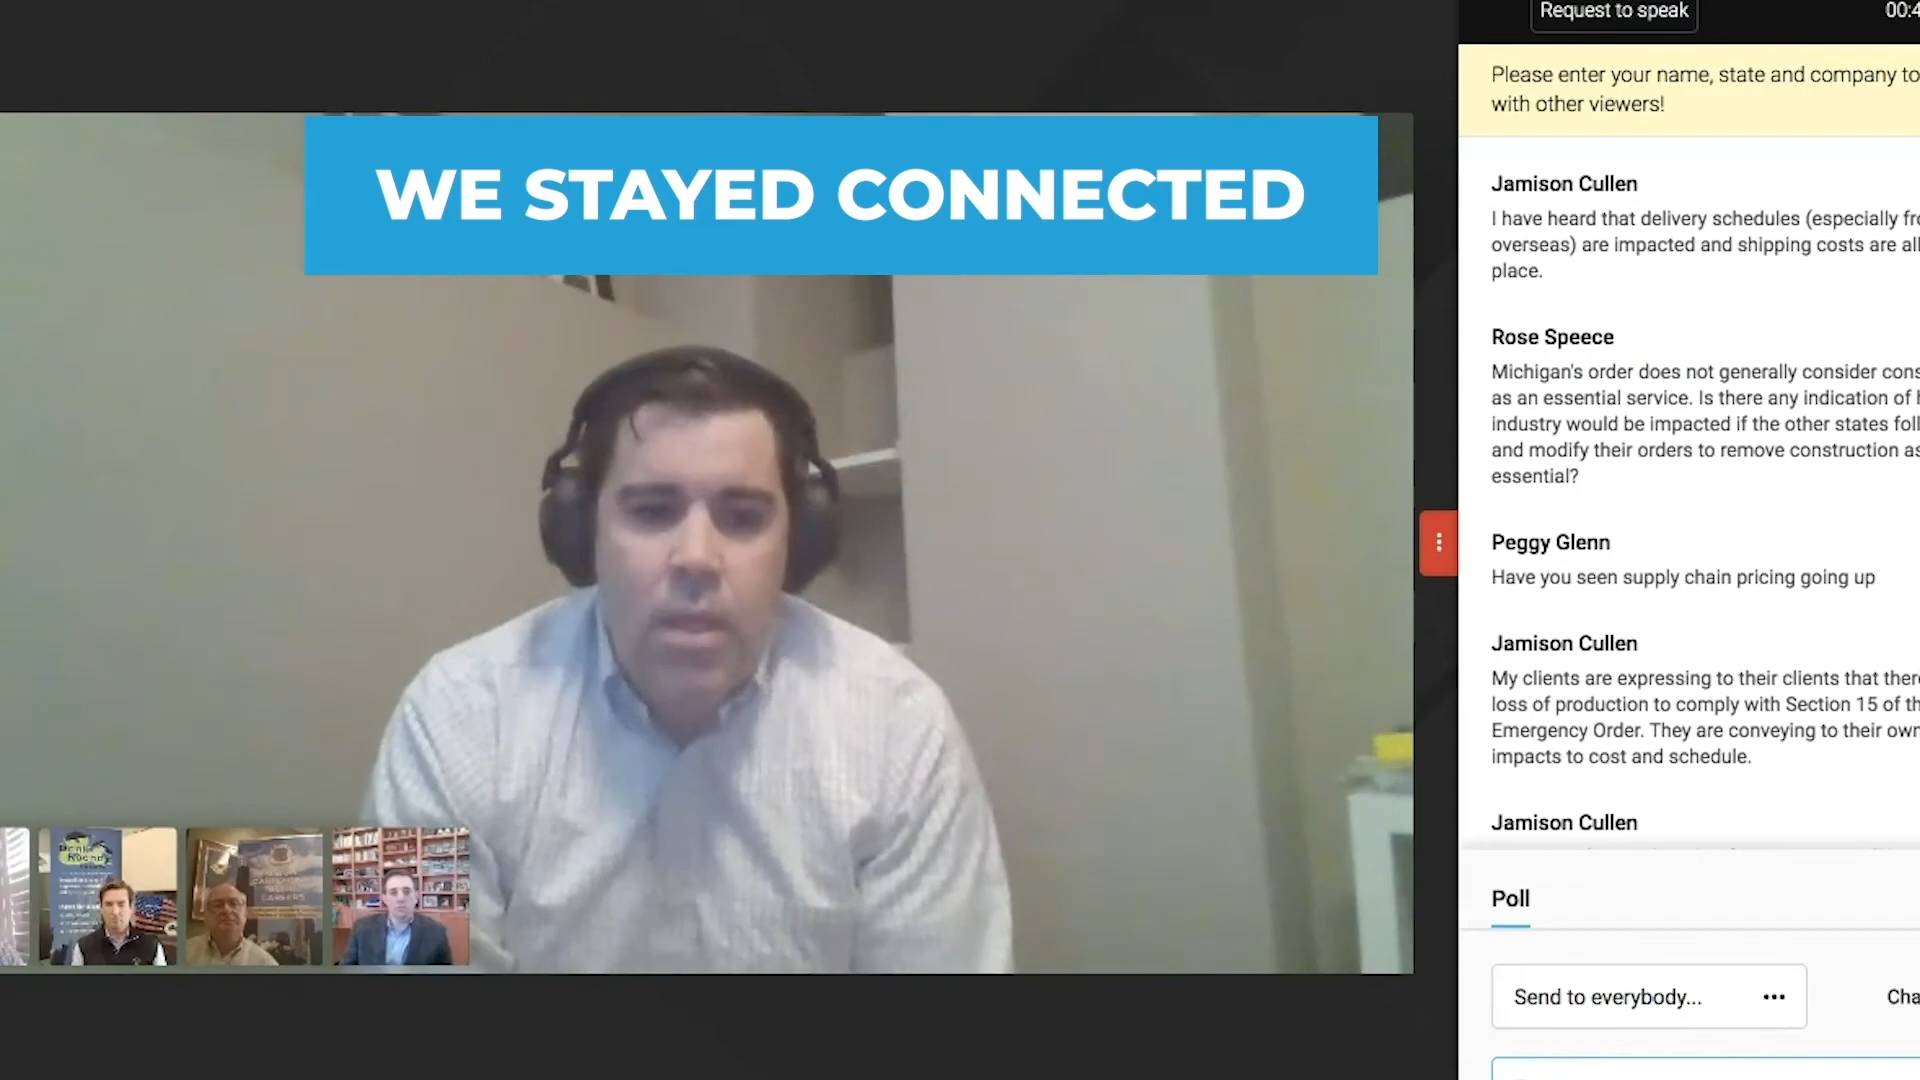 WE STAYED CONNECTED
Request to speak
00:4
Please enter your name, state and company to
with other viewers!
Jamison Cullen
I have heard that delivery schedules (especially fro
overseas) are impacted and shipping costs are all
place.
Rose Speece
Michigan's order does not generally consider cons
as an essential service. Is there any indication of h
industry would be impacted if the other states foll
and modify their orders to remove construction as
essential?
Peggy Glenn
Have you seen supply chain pricing going up
Jamison Cullen
My clients are expressing to their clients that there
loss of production to comply with Section 15 of th
Emergency Order. They are conveying to their own
impacts to cost and schedule.
Jamison Cullen
Poll
Send to everybody...
Cha